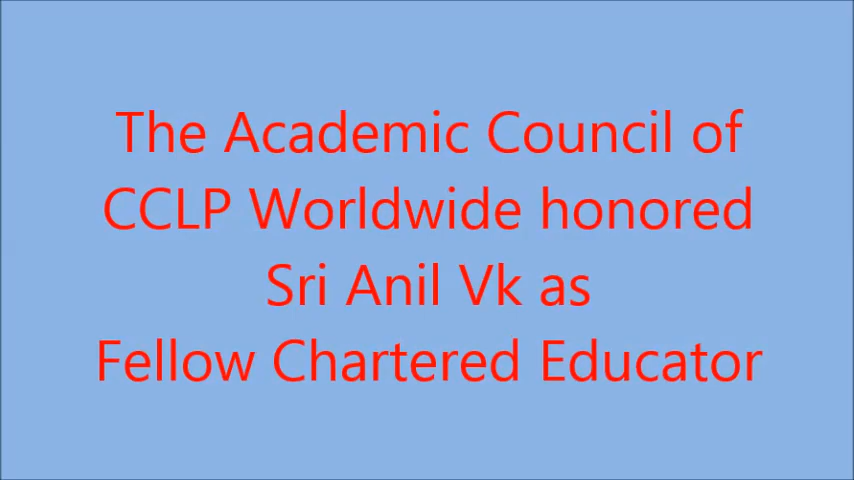 The Academic Council of
CCLP Worldwide honored
Sri Anil Vk as
Fellow Chartered Educator